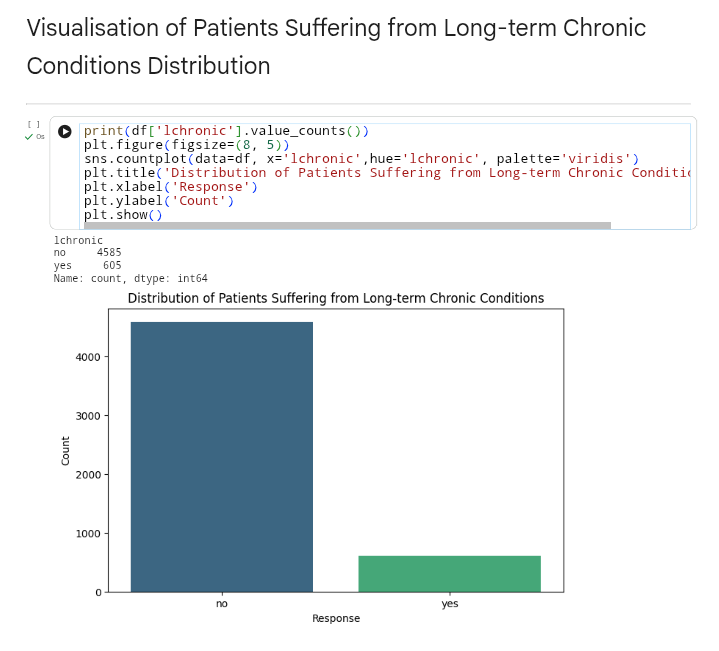 Visualisation of Patients Suffering from Long-term Chronic
Conditions Distribution
[ ]
0s
print(df['lchronic'].value_counts())
plt.figure(figsize=(8, 5))
sns.countplot(data=df, x='lchronic',hue='lchronic', palette='viridis')
plt.title('Distribution of Patients Suffering from Long-term Chronic Conditio
plt.xlabel('Response')
plt.ylabel('Count')
plt.show()
lchronic
no 4585
yes 605
Name: count, dtype: int64
Distribution of Patients Suffering from Long-term Chronic Conditions
4000
3000
2000
1000
0
Count
no yes
Response